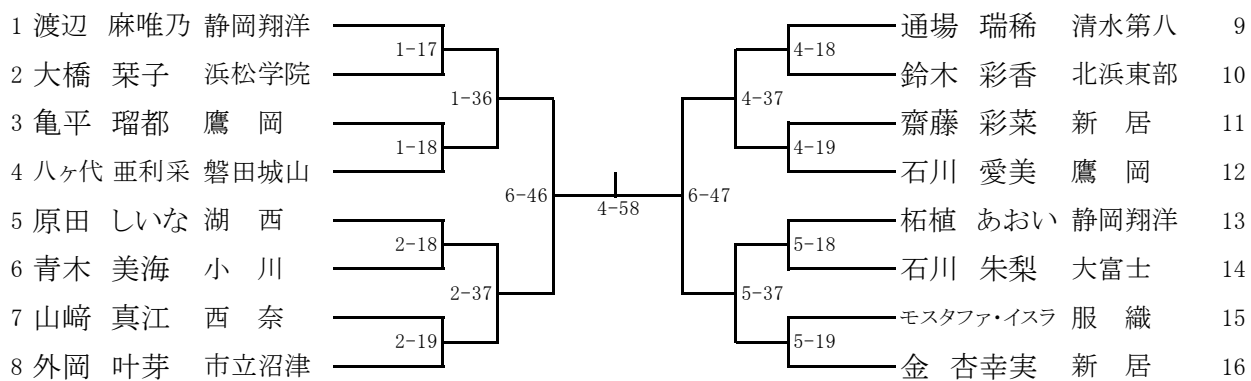 1 渡辺 麻唯乃 静岡翔洋
2 大橋 栞子 浜松学院
3 亀平 瑠都 鷹 岡
4 八ヶ代 亜利采 磐田城山
5 原田 しいな 湖 西
6 青木 美海 小 川
7 山﨑 真江 西 奈
8 外岡 叶芽 市立沼津
1-17
1-18
2-18
2-19
1-36
2-37
6-46
4-58
6-47
4-37
5-37
4-18
4-19
5-18
5-19
通場 瑞稀 清水第八 9
鈴木 彩香 北浜東部 10
齋藤 彩菜 新 居 11
石川 愛美 鷹 岡 12
柘植 あおい 静岡翔洋 13
石川 朱梨 大富士 14
モスタファ・イスラ 服 織 15
金 杏幸実 新 居 16